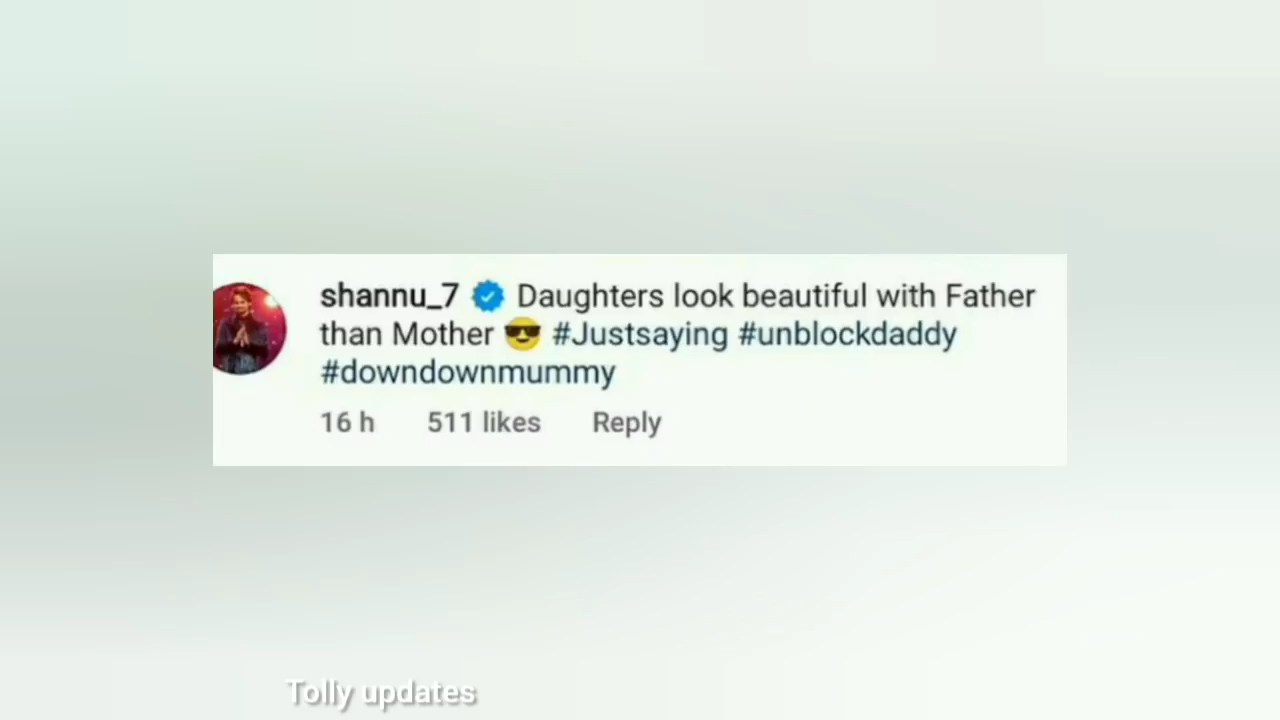 shannu_7 Daughters look beautiful with Father
than Mother 😎 #Justsaying #unblockdaddy
#downdownmummy
16 h 511 likes Reply
Tolly updates